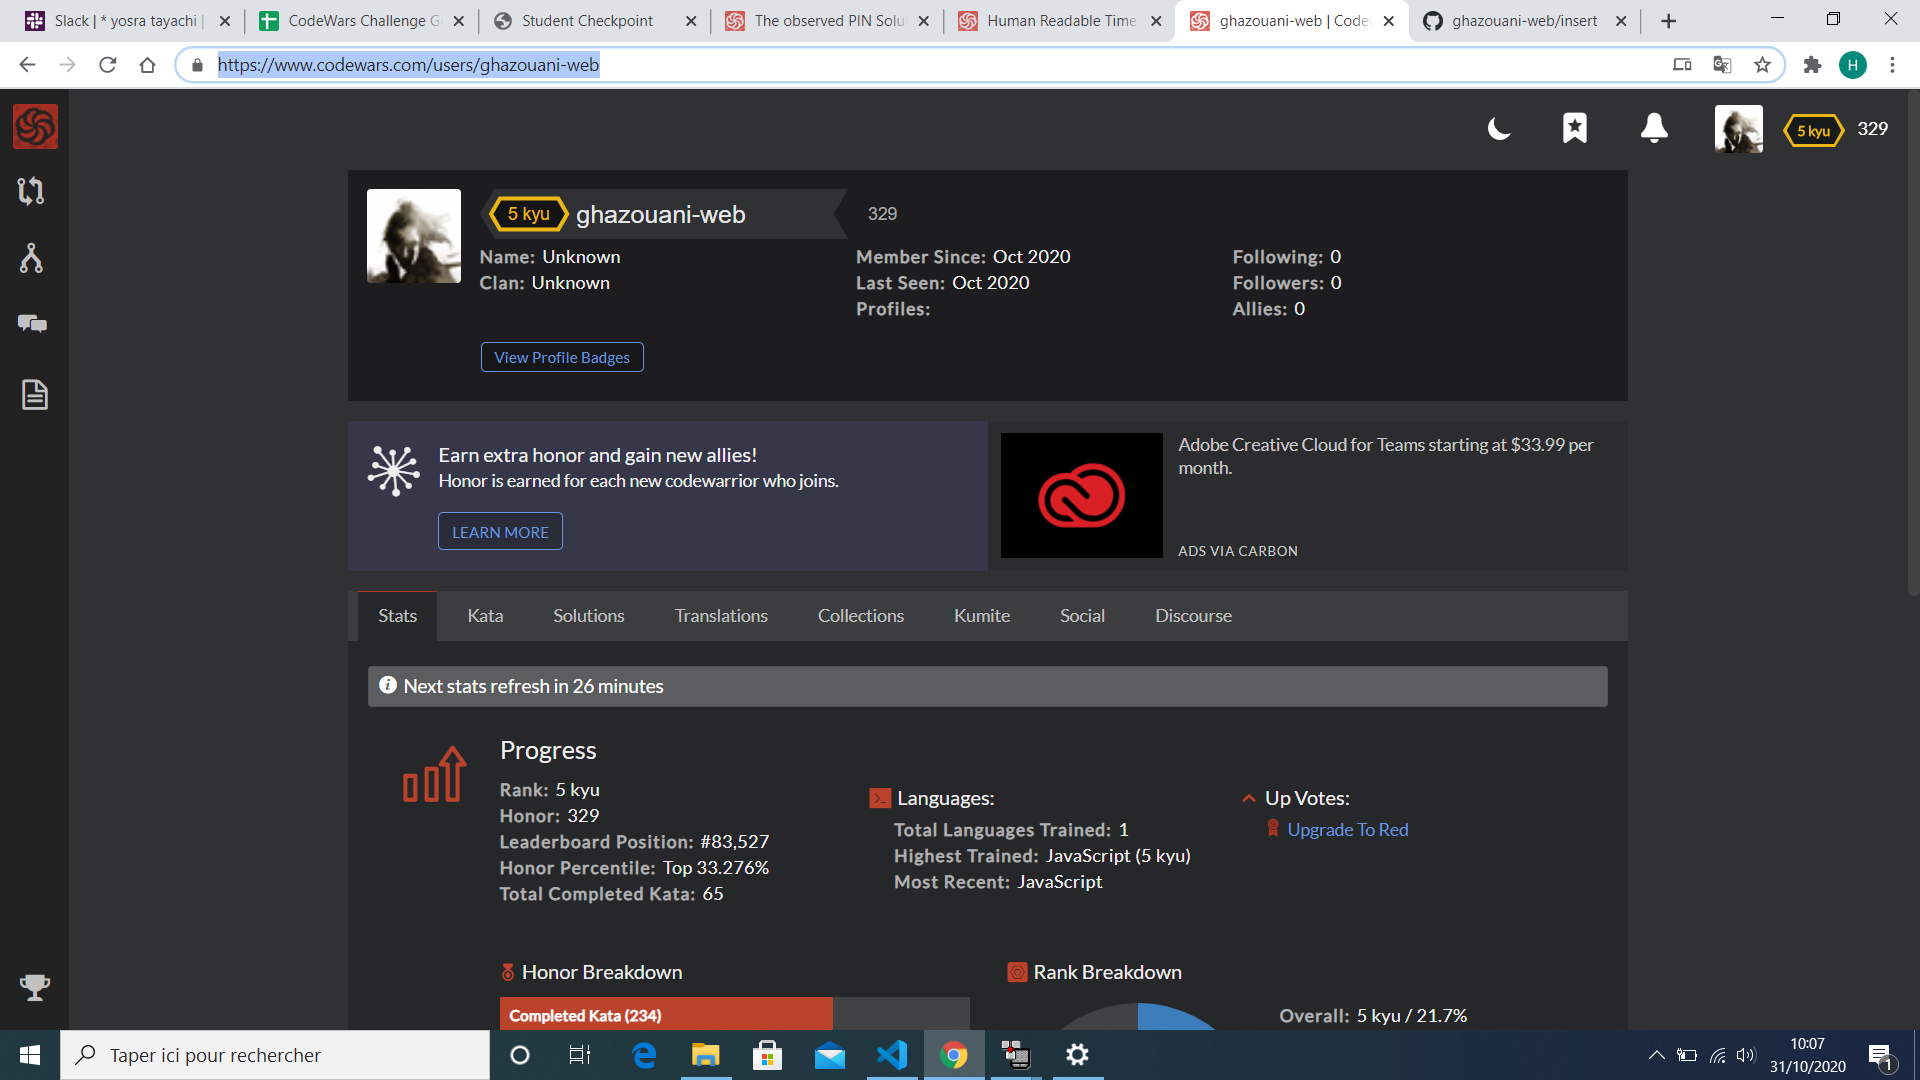 Slack | * yosra tayachi |
CodeWars Challenge G
Student Checkpoint
The observed PIN Solu
Human Readable Time
ghazouani-web | Codew
ghazouani-web/insert
https://www.codewars.com/users/ghazouani-web
H
5 kyu
329
5 kyu
ghazouani-web
329
Name: Unknown
Clan: Unknown
Member Since: Oct 2020
Last Seen: Oct 2020
Profiles:
Following: 0
Followers: 0
Allies: 0
View Profile Badges
Earn extra honor and gain new allies!
Honor is earned for each new codewarrior who joins.
LEARN MORE
Adobe Creative Cloud for Teams starting at $33.99 per
month.
ADS VIA CARBON
Stats
Kata
Solutions
Translations
Collections
Kumite
Social
Discourse
Next stats refresh in 26 minutes
Progress
Rank: 5 kyu
Honor: 329
Leaderboard Position: #83,527
Honor Percentile: Top 33.276%
Total Completed Kata: 65
Languages:
Total Languages Trained: 1
Highest Trained: JavaScript (5 kyu)
Most Recent: JavaScript
Up Votes:
Upgrade To Red
Honor Breakdown
Completed Kata (234)
Rank Breakdown
Overall: 5 kyu / 21.7%
Taper ici pour rechercher
10:07
31/10/2020
1